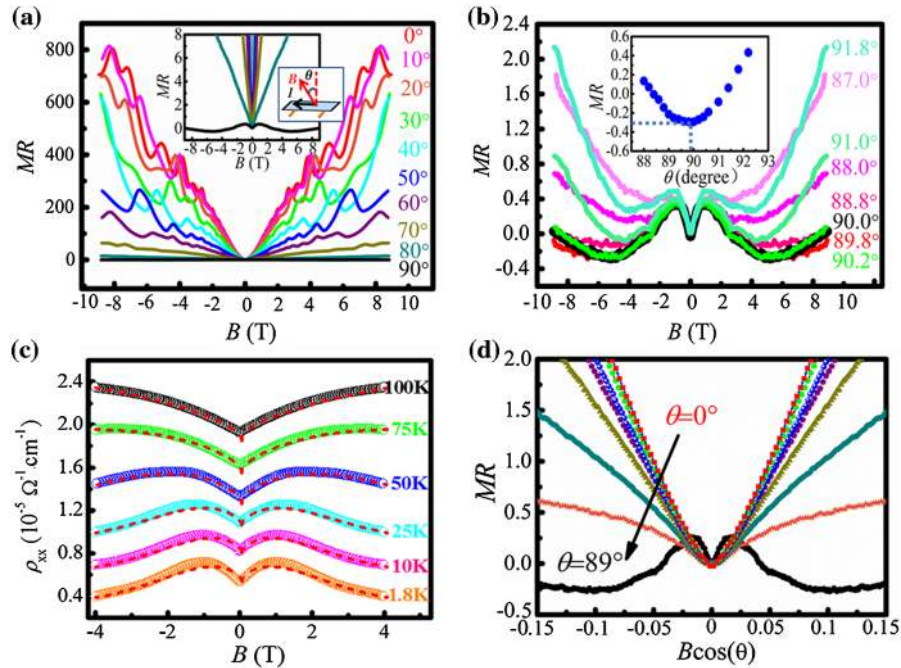 (a)
MR
800
600
400
200
0
-10 -8 -6 -4 -2 0 2 4 6 8 10
B (T)
0°
10°
20°
30°
40°
50°
60°
70°
80°
90°
MR
8
6
4
2
0
-8 -4 0 4 8
B (T)
θ
B
I
(b)
MR
2.4
2.0
1.6
1.2
0.8
0.4
0.0
-0.4
-10 -8 -6 -4 -2 0 2 4 6 8 10 12
B (T)
91.8°
87.0°
91.0°
88.0°
88.8°
90.0°
89.8°
90.2°
MR
0.6
0.4
0.2
0.0
-0.2
-0.4
-0.6
88 89 90 91 92 93
θ (degree)
(c)
ρxx (10⁻⁵ Ω⁻¹·cm⁻¹)
2.4
2.0
1.6
1.2
0.8
0.4
-4 -2 0 2 4
B (T)
100K
75K
50K
25K
10K
1.8K
(d)
MR
2.0
1.5
1.0
0.5
0.0
-0.5
-0.15 -0.10 -0.05 0.00 0.05 0.10 0.15
Bcos(θ)
θ=0°
θ=89°